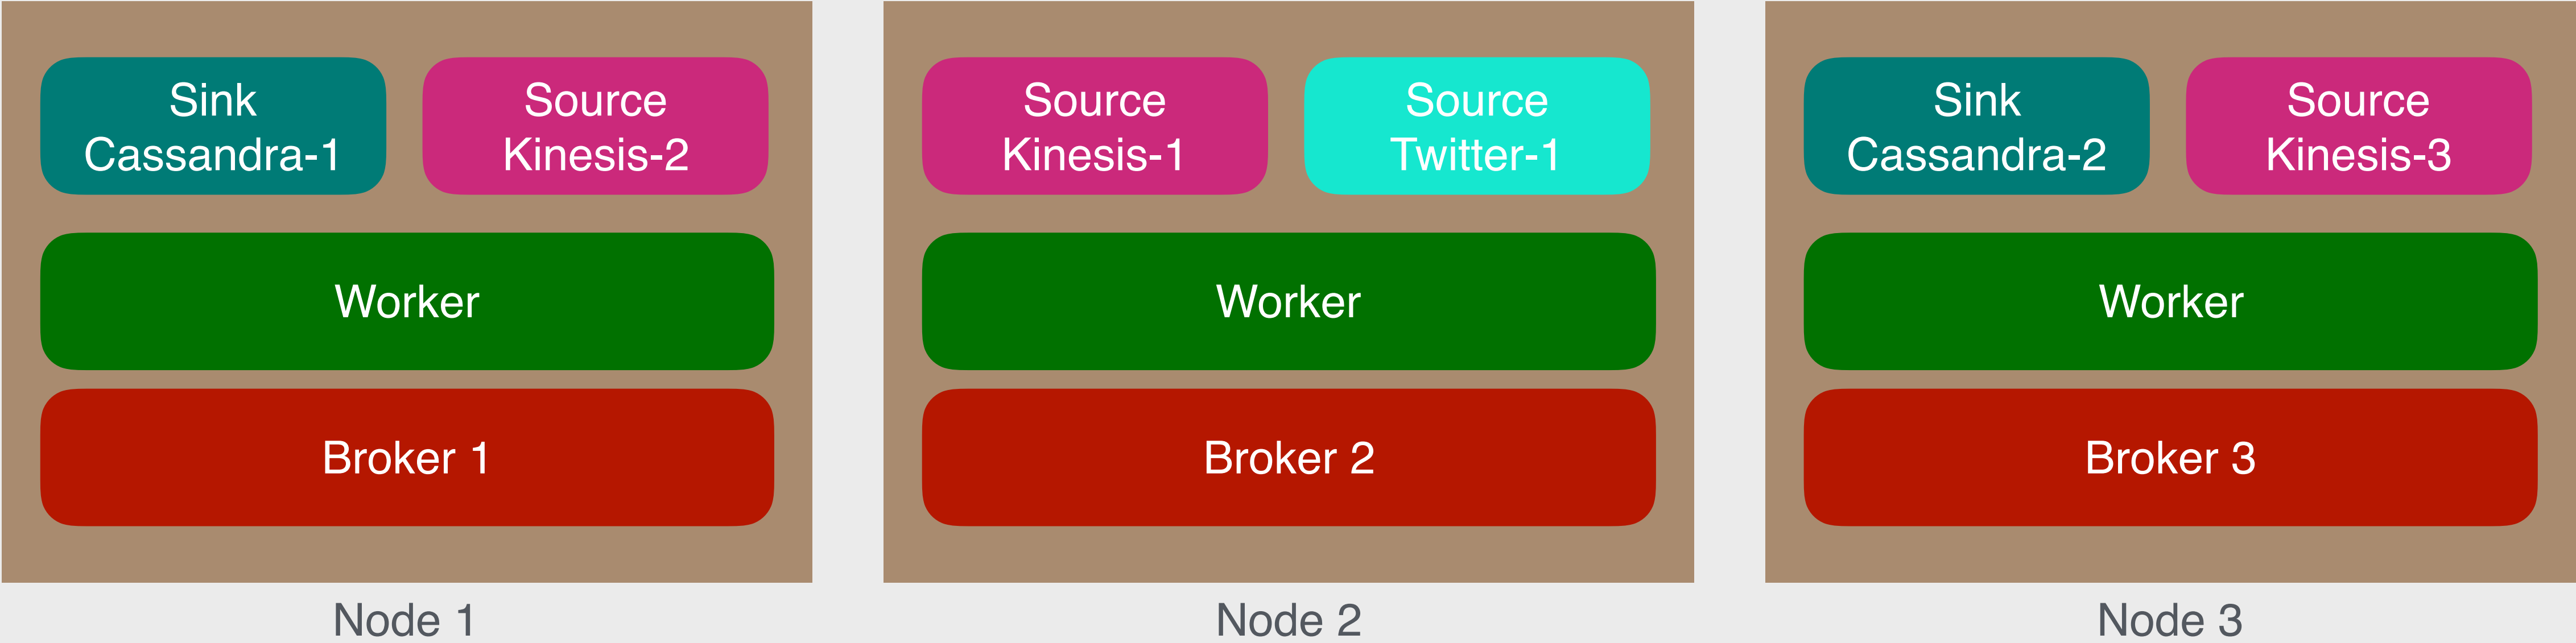 Sink
Cassandra-1
Source
Kinesis-2
Worker
Broker 1
Node 1
Source
Kinesis-1
Source
Twitter-1
Worker
Broker 2
Node 2
Sink
Cassandra-2
Source
Kinesis-3
Worker
Broker 3
Node 3